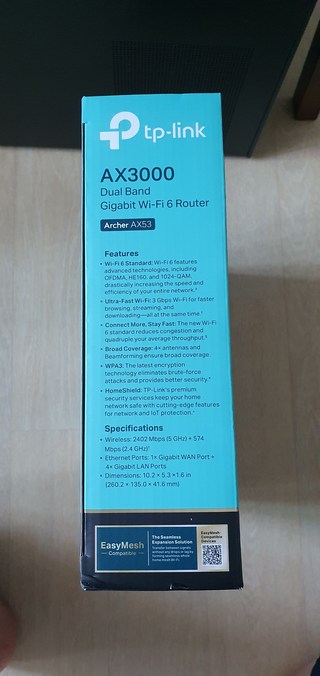 tp-link
AX3000
Dual Band
Gigabit Wi-Fi 6 Router
Archer AX53
Features
• Wi-Fi 6 Standard: Wi-Fi 6 features
advanced technologies, including
OFDMA, HE160, and 1024-QAM,
drastically increasing the speed and
efficiency of your entire network.
• Ultra-Fast Wi-Fi: 3 Gbps Wi-Fi for faster
browsing, streaming, and
downloading—all at the same time.
• Connect More, Stay Fast: The new Wi-Fi
6 standard reduces congestion and
quadruple your average throughput.
• Broad Coverage: 4× antennas and
Beamforming ensure broad coverage.
• WPA3: The latest encryption
technology eliminates brute-force
attacks and provides better security.
• HomeShield: TP-Link's premium
security services keep your home
network safe with cutting-edge features
for network and IoT protection.
Specifications
• Wireless: 2402 Mbps (5 GHz) + 574
Mbps (2.4 GHz)
• Ethernet Ports: 1× Gigabit WAN Port +
4× Gigabit LAN Ports
• Dimensions: 10.2 × 5.3 ×1.6 in
(260.2 × 135.0 × 41.6 mm)
EasyMesh
Compatible
The Seamless
Expansion Solution
EasyMesh-
Compatible
Devices